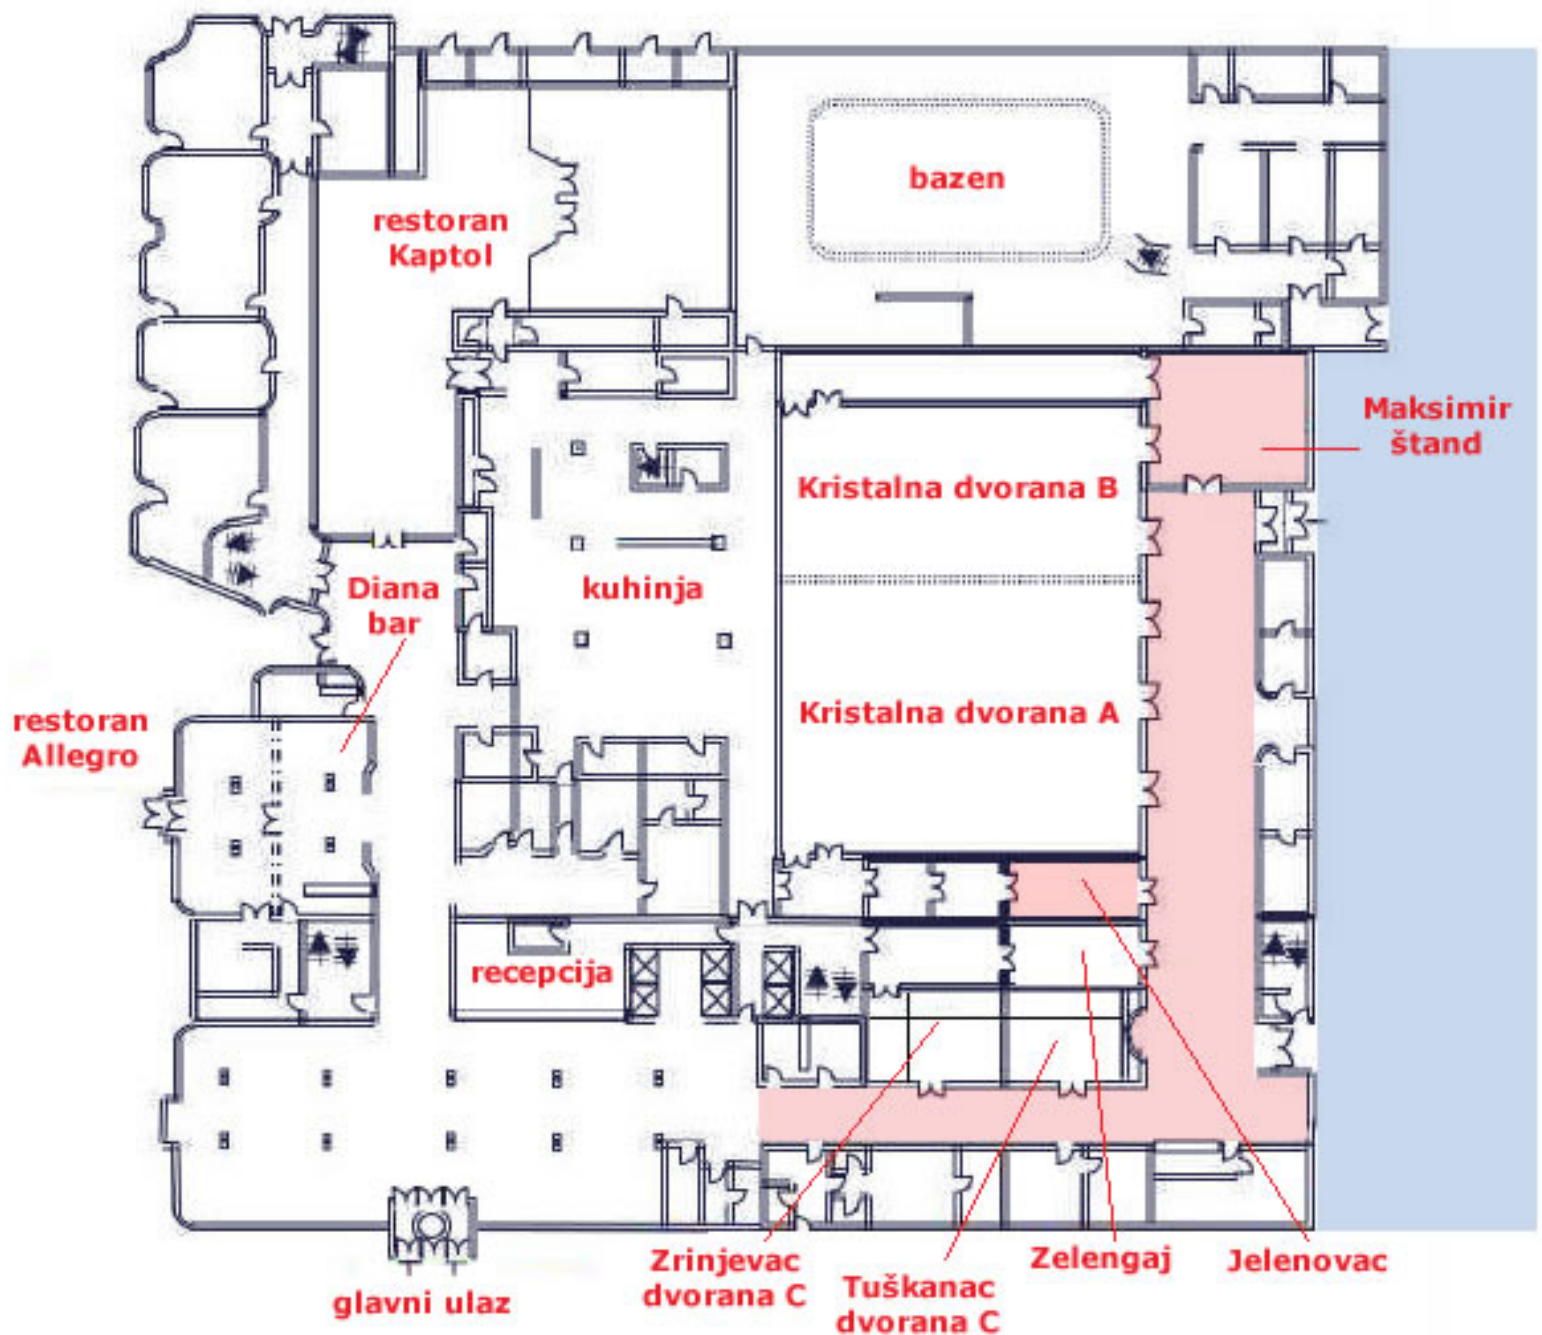 bazen
restoran
Kaptol
Maksimir
štand
Kristalna dvorana B
Diana
bar
kuhinja
restoran
Allegro
Kristalna dvorana A
recepcija
Zrinjevac
dvorana C
Tuškanac
dvorana C
Zelengaj
Jelenovac
glavni ulaz